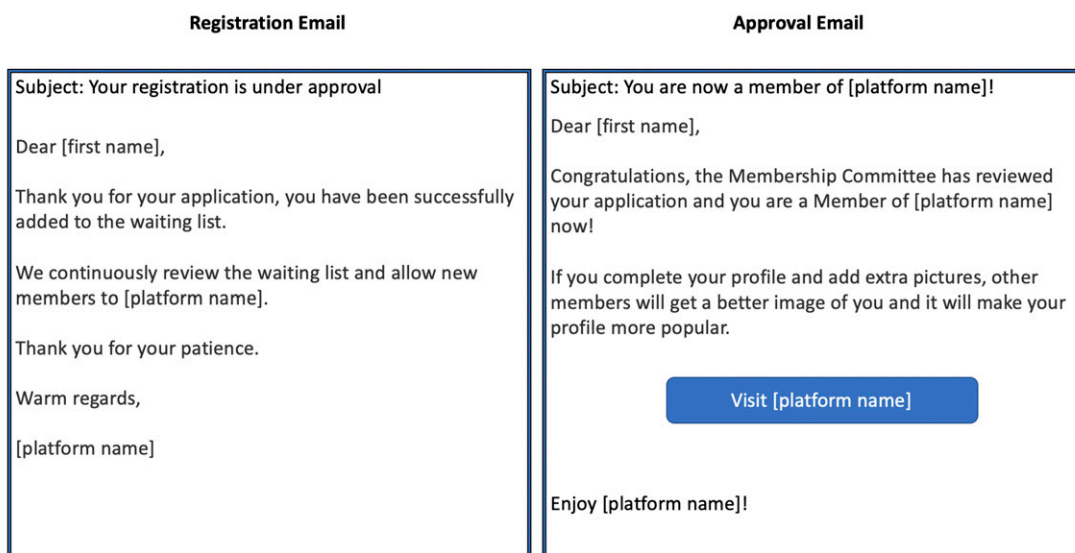 Registration Email
Subject: Your registration is under approval
Dear [first name],
Thank you for your application, you have been successfully
added to the waiting list.
We continuously review the waiting list and allow new
members to [platform name].
Thank you for your patience.
Warm regards,
[platform name]
Approval Email
Subject: You are now a member of [platform name]!
Dear [first name],
Congratulations, the Membership Committee has reviewed
your application and you are a Member of [platform name]
now!
If you complete your profile and add extra pictures, other
members will get a better image of you and it will make your
profile more popular.
Visit [platform name]
Enjoy [platform name]!